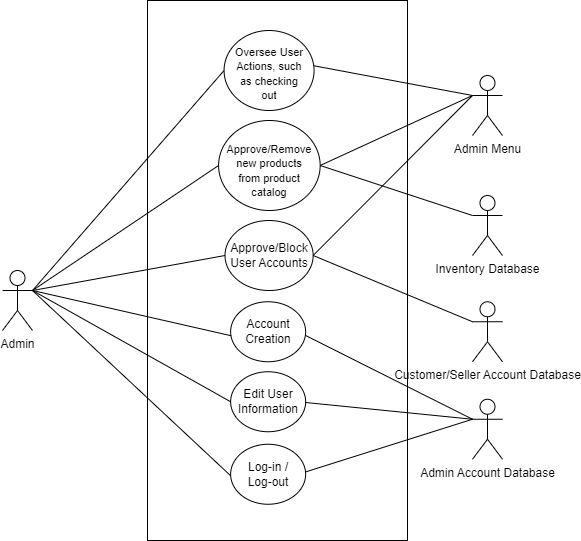 Oversee User
Actions, such
as checking
out
Admin Menu
Approve/Remove
new products
from product
catalog
Inventory Database
Approve/Block
User Accounts
Admin
Account
Creation
Customer/Seller Account Database
Edit User
Information
Admin Account Database
Log-in /
Log-out